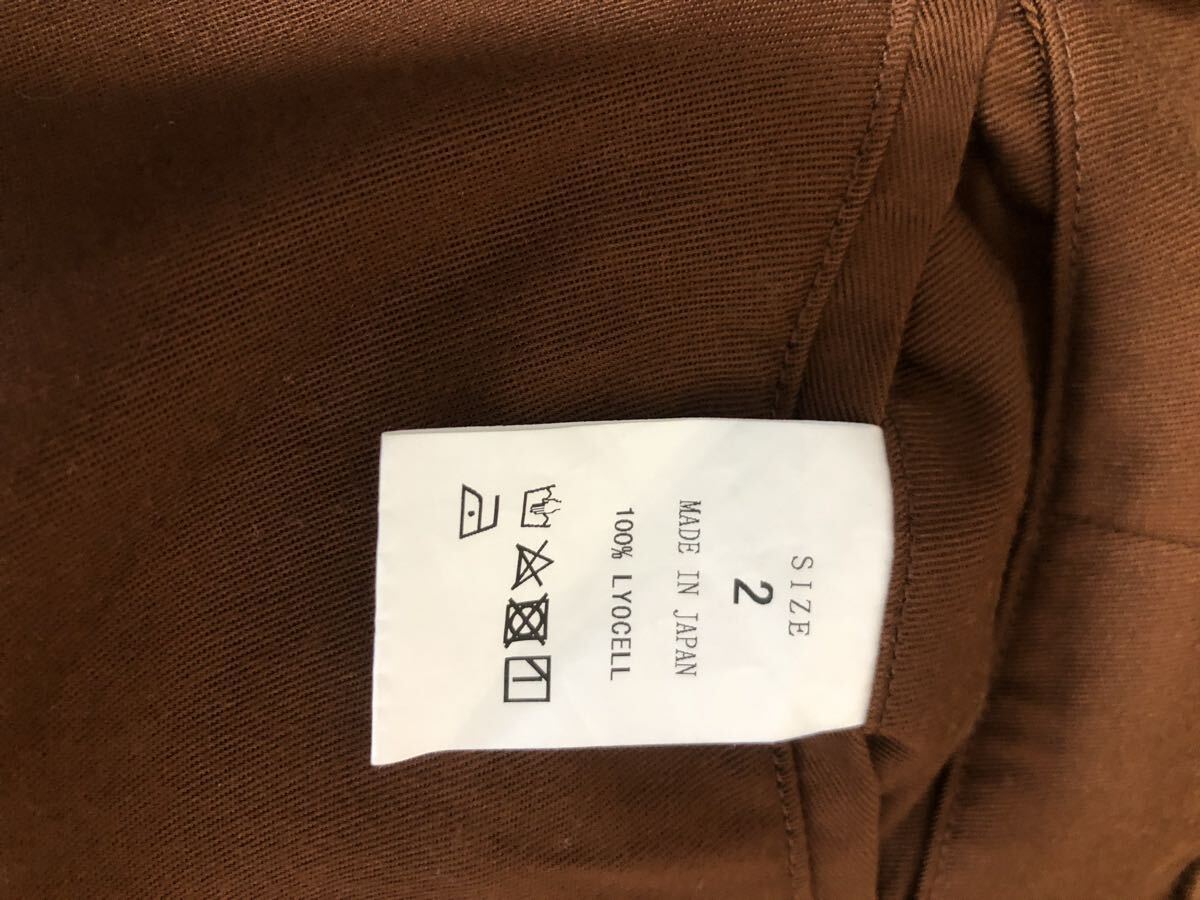 SIZE
2
MADE IN JAPAN
100% LYOCELL